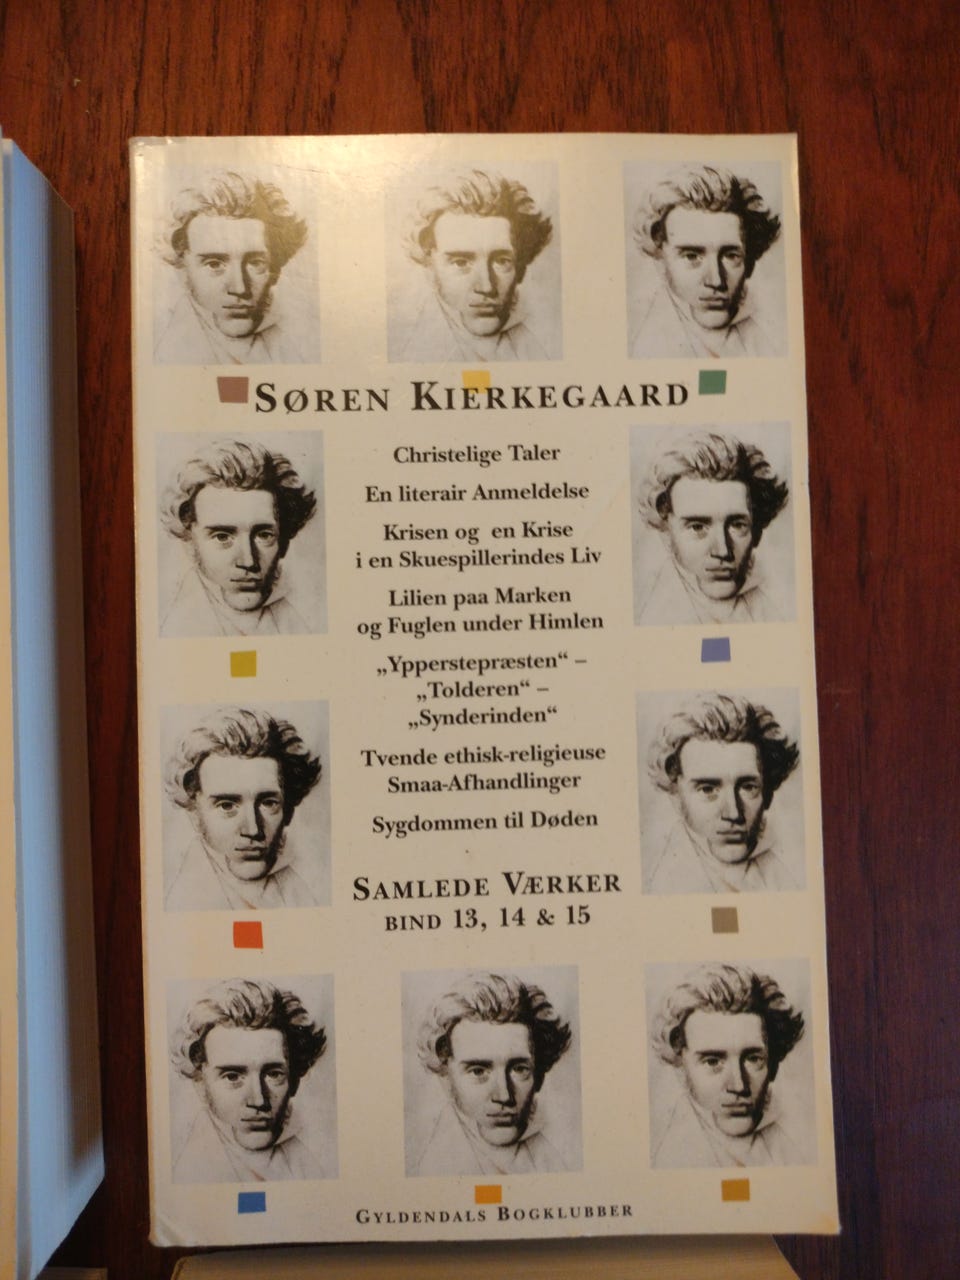 SØREN KIERKEGAARD
Christelige Taler
En literair Anmeldelse
Krisen og en Krise
i en Skuespillerindes Liv
Lilien paa Marken
og Fuglen under Himlen
„Ypperstepræsten“ –
„Tolderen“ –
„Synderinden“
Tvende ethisk-religieuse
Smaa-Afhandlinger
Sygdommen til Døden
SAMLEDE VÆRKER
BIND 13, 14 & 15
GYLDENDALS BOGKLUBBER